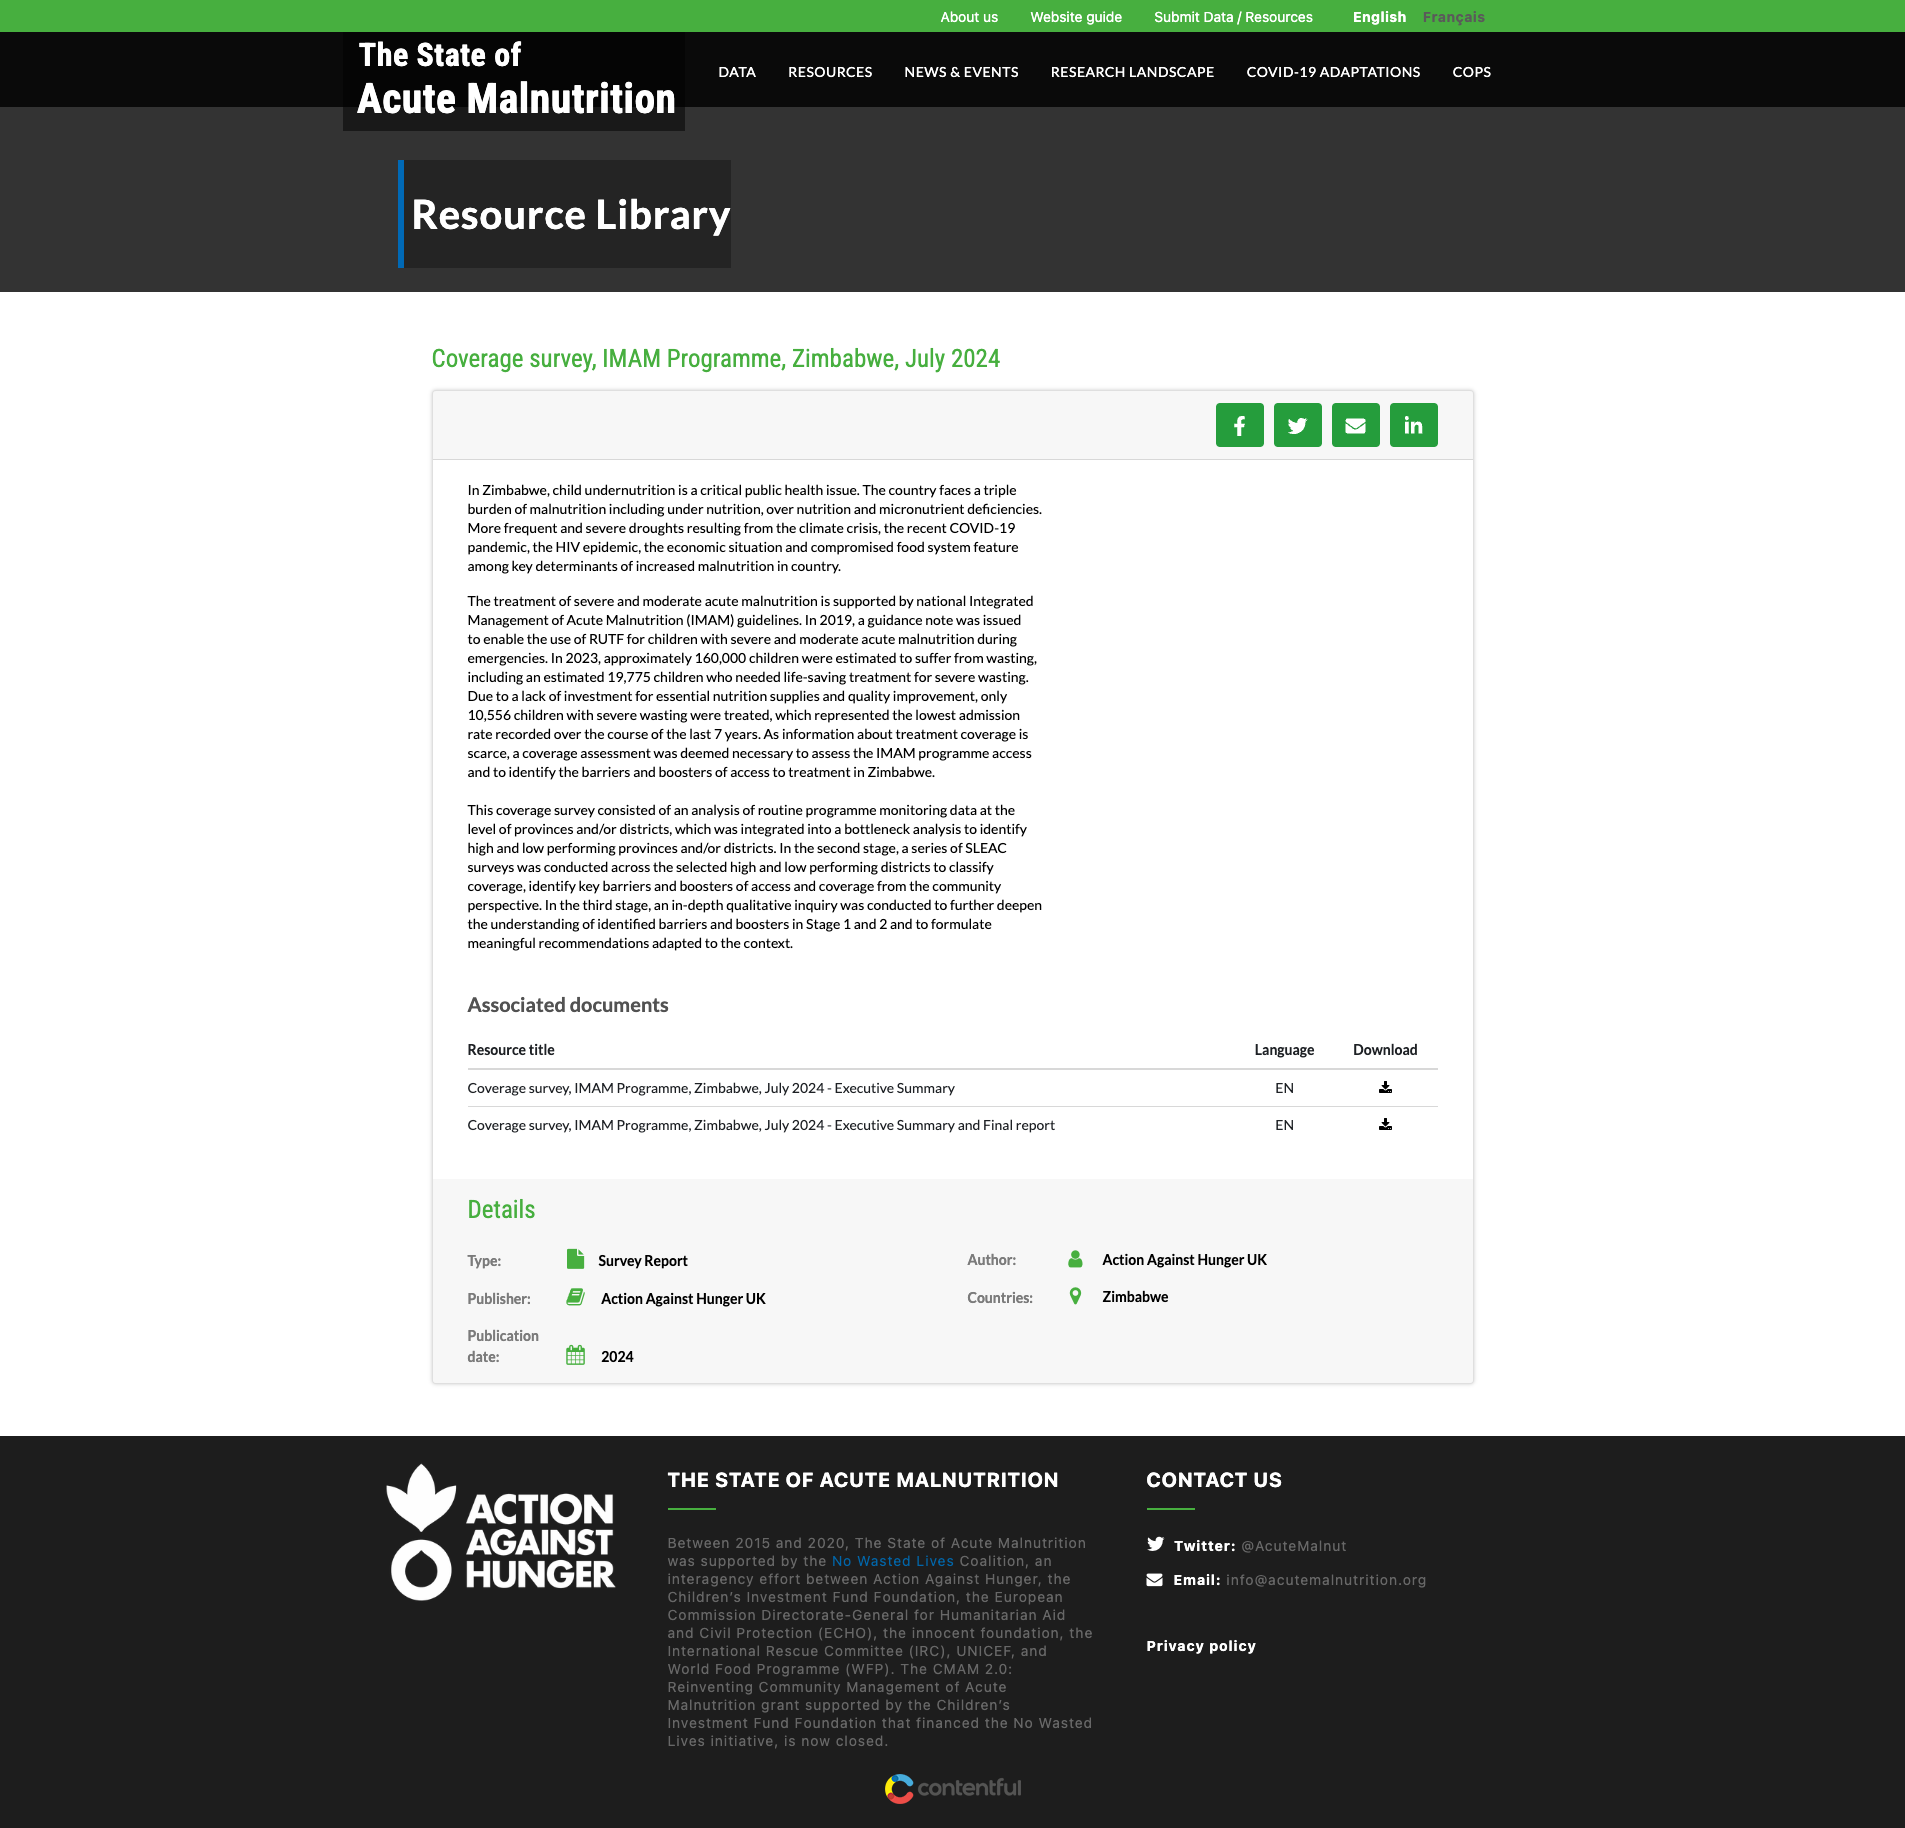 About us Website guide Submit Data / Resources English Français
The State of
Acute Malnutrition
DATA RESOURCES NEWS & EVENTS RESEARCH LANDSCAPE COVID-19 ADAPTATIONS COPS
Resource Library
Coverage survey, IMAM Programme, Zimbabwe, July 2024
In Zimbabwe, child undernutrition is a critical public health issue. The country faces a triple
burden of malnutrition including under nutrition, over nutrition and micronutrient deficiencies.
More frequent and severe droughts resulting from the climate crisis, the recent COVID-19
pandemic, the HIV epidemic, the economic situation and compromised food system feature
among key determinants of increased malnutrition in country.
The treatment of severe and moderate acute malnutrition is supported by national Integrated
Management of Acute Malnutrition (IMAM) guidelines. In 2019, a guidance note was issued
to enable the use of RUTF for children with severe and moderate acute malnutrition during
emergencies. In 2023, approximately 160,000 children were estimated to suffer from wasting,
including an estimated 19,775 children who needed life-saving treatment for severe wasting.
Due to a lack of investment for essential nutrition supplies and quality improvement, only
10,556 children with severe wasting were treated, which represented the lowest admission
rate recorded over the course of the last 7 years. As information about treatment coverage is
scarce, a coverage assessment was deemed necessary to assess the IMAM programme access
and to identify the barriers and boosters of access to treatment in Zimbabwe.
This coverage survey consisted of an analysis of routine programme monitoring data at the
level of provinces and/or districts, which was integrated into a bottleneck analysis to identify
high and low performing provinces and/or districts. In the second stage, a series of SLEAC
surveys was conducted across the selected high and low performing districts to classify
coverage, identify key barriers and boosters of access and coverage from the community
perspective. In the third stage, an in-depth qualitative inquiry was conducted to further deepen
the understanding of identified barriers and boosters in Stage 1 and 2 and to formulate
meaningful recommendations adapted to the context.
Associated documents
Resource title Language Download
Coverage survey, IMAM Programme, Zimbabwe, July 2024 - Executive Summary EN
Coverage survey, IMAM Programme, Zimbabwe, July 2024 - Executive Summary and Final report EN
Details
Type: Survey Report Author: Action Against Hunger UK
Publisher: Action Against Hunger UK Countries: Zimbabwe
Publication
date: 2024
ACTION
AGAINST
HUNGER
THE STATE OF ACUTE MALNUTRITION
Between 2015 and 2020, The State of Acute Malnutrition
was supported by the No Wasted Lives Coalition, an
interagency effort between Action Against Hunger, the
Children's Investment Fund Foundation, the European
Commission Directorate-General for Humanitarian Aid
and Civil Protection (ECHO), the innocent foundation, the
International Rescue Committee (IRC), UNICEF, and
World Food Programme (WFP). The CMAM 2.0:
Reinventing Community Management of Acute
Malnutrition grant supported by the Children's
Investment Fund Foundation that financed the No Wasted
Lives initiative, is now closed.
CONTACT US
Twitter: @AcuteMalnut
Email: info@acutemalnutrition.org
Privacy policy
contentful